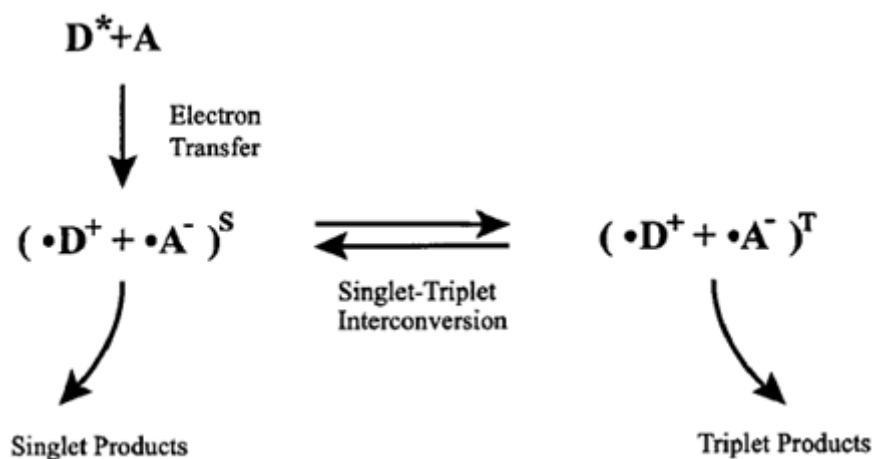 D*+A
Electron
Transfer
( •D⁺ + •A⁻ )ˢ
( •D⁺ + •A⁻ )ᵀ
Singlet-Triplet
Interconversion
Singlet Products
Triplet Products